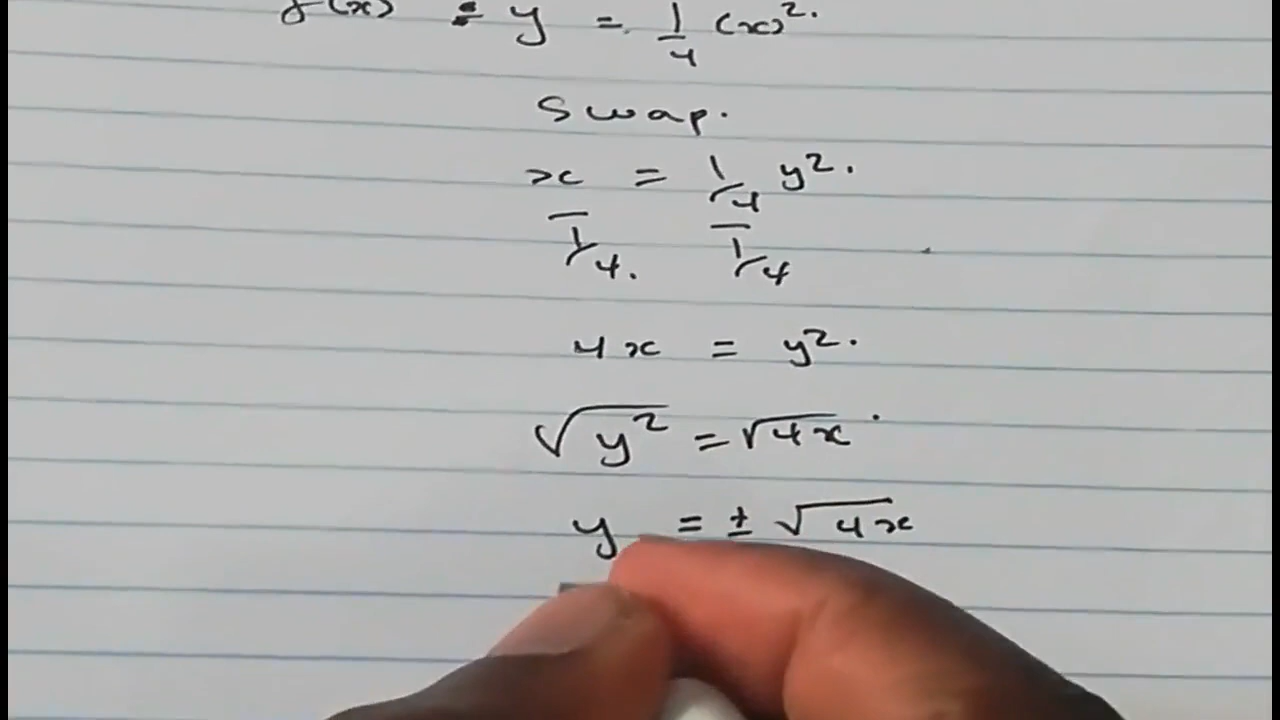 f(x) = y = 1/4 (x)².
Swap.
x = 1/4 y².
1/4. 1/4
4x = y².
√y² = √4x
y = ± √4x